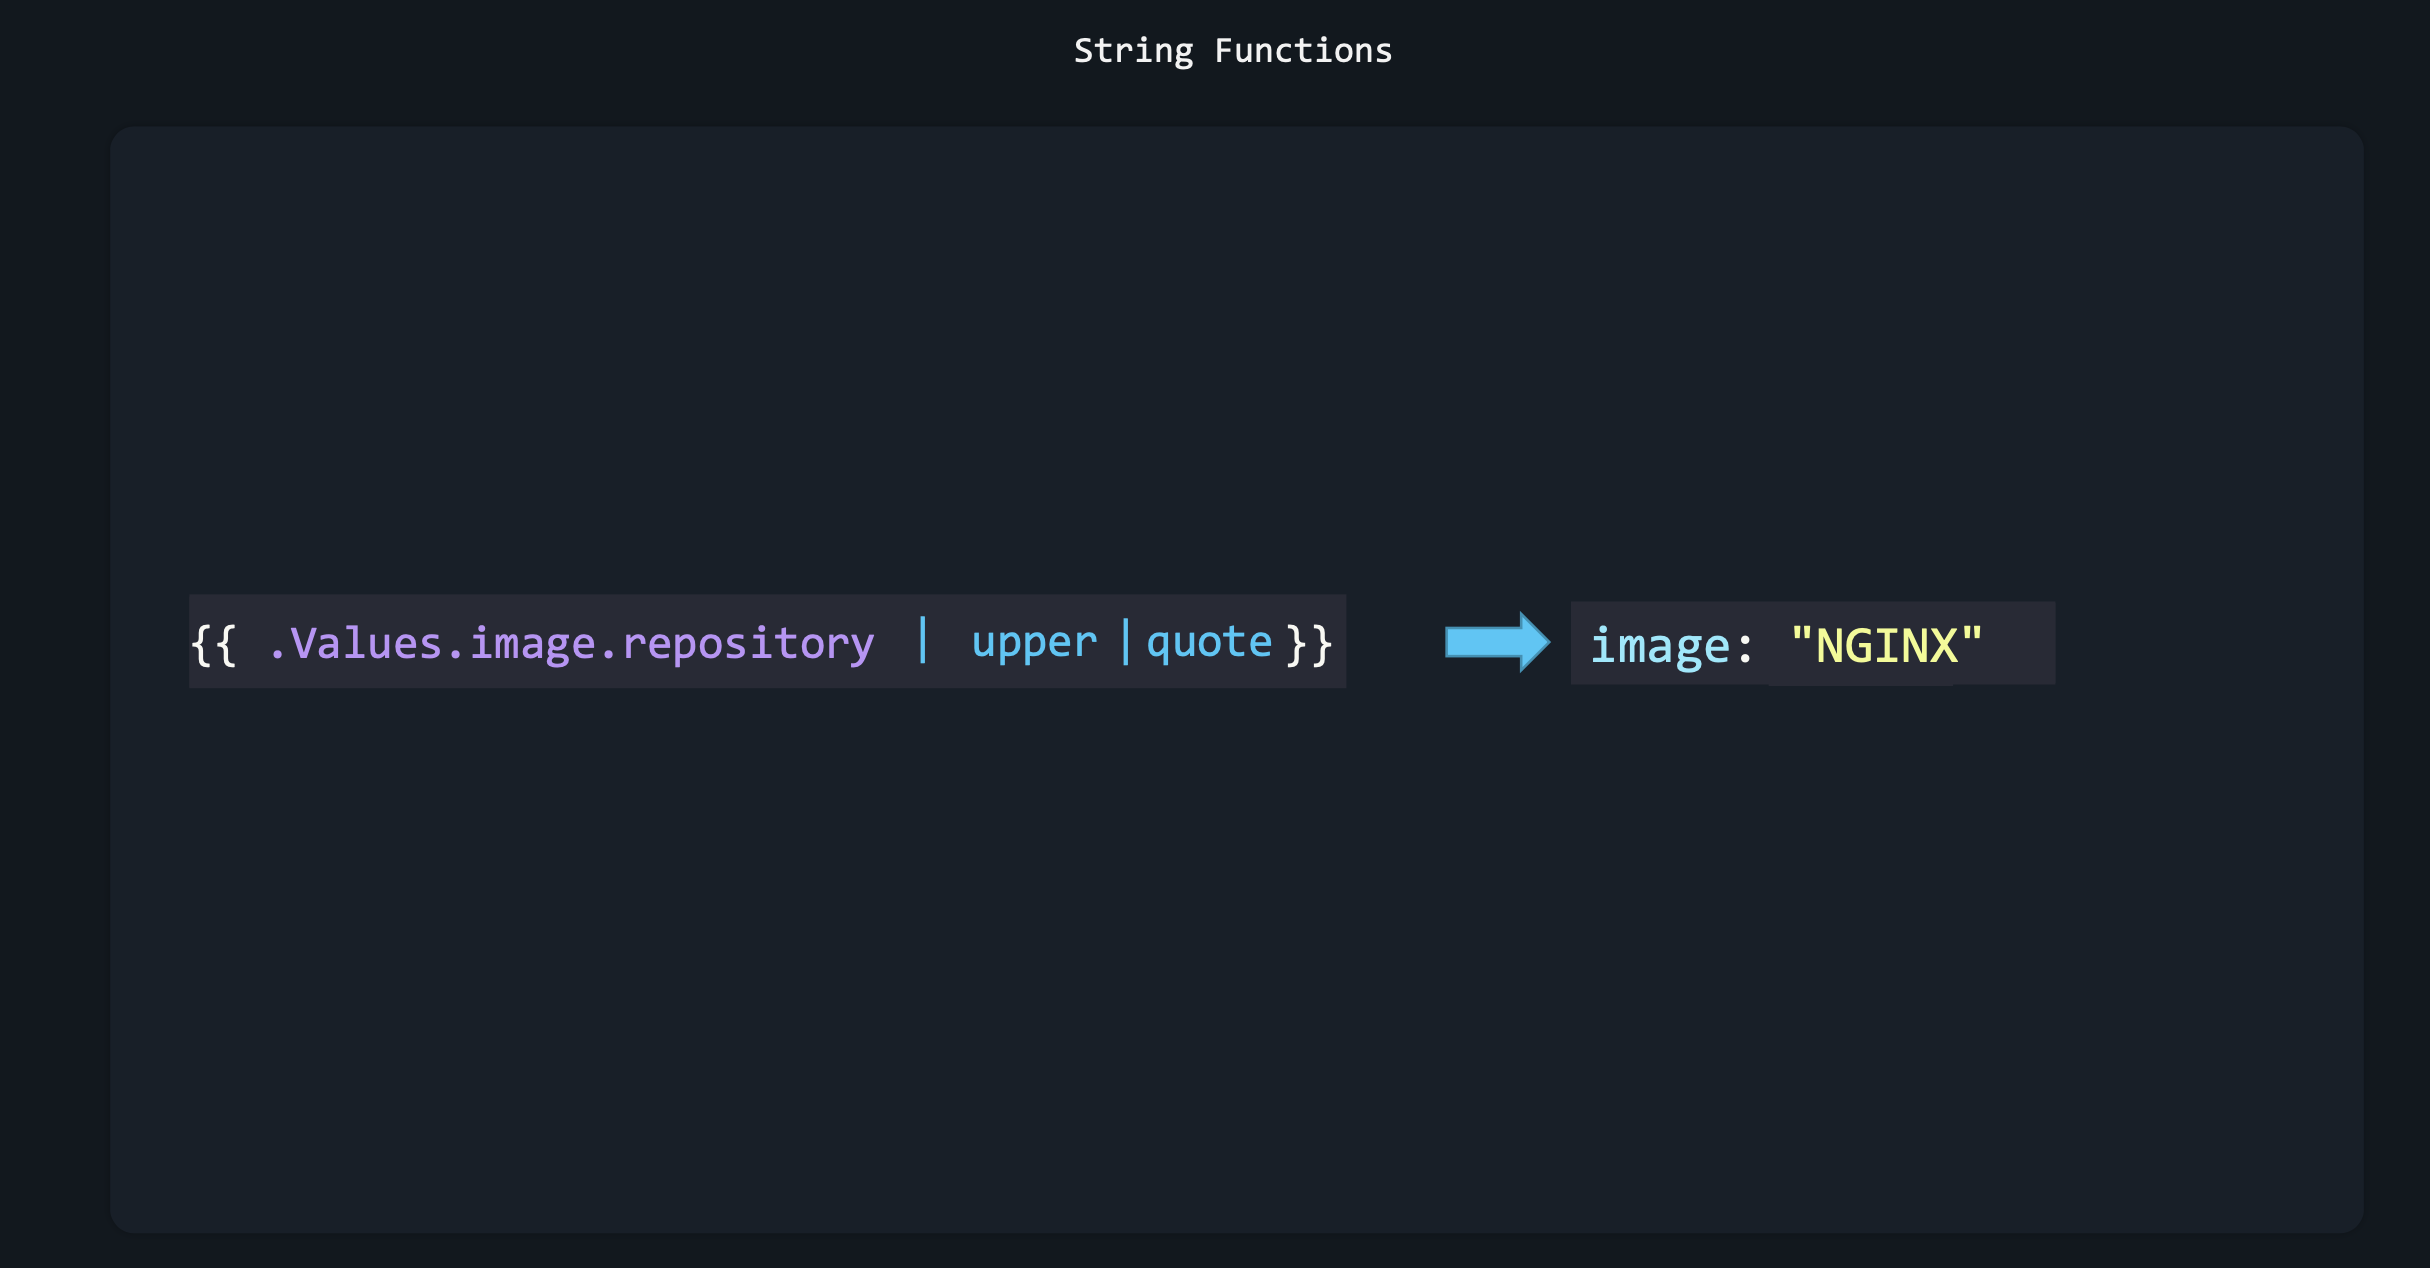 String Functions
{{ .Values.image.repository | upper |quote }} image: "NGINX"